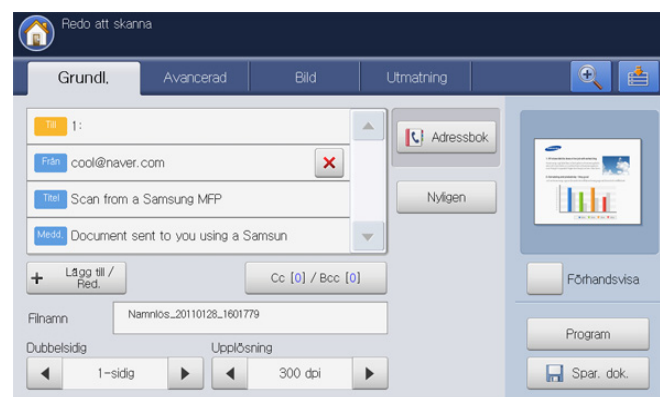 Redo att skanna
Grundl.
Avancerad
Bild
Utmatning
Till 1:
Från cool@naver.com
Titel Scan from a Samsung MFP
Medd. Document sent to you using a Samsun
Adressbok
Nyligen
+ Lägg till /
Red.
Cc [0] / Bcc [0]
Filnamn Namnlös_20110128_1601779
Dubbelsidig
Upplösning
1-sidig
300 dpi
Förhandsvisa
Program
Spar. dok.